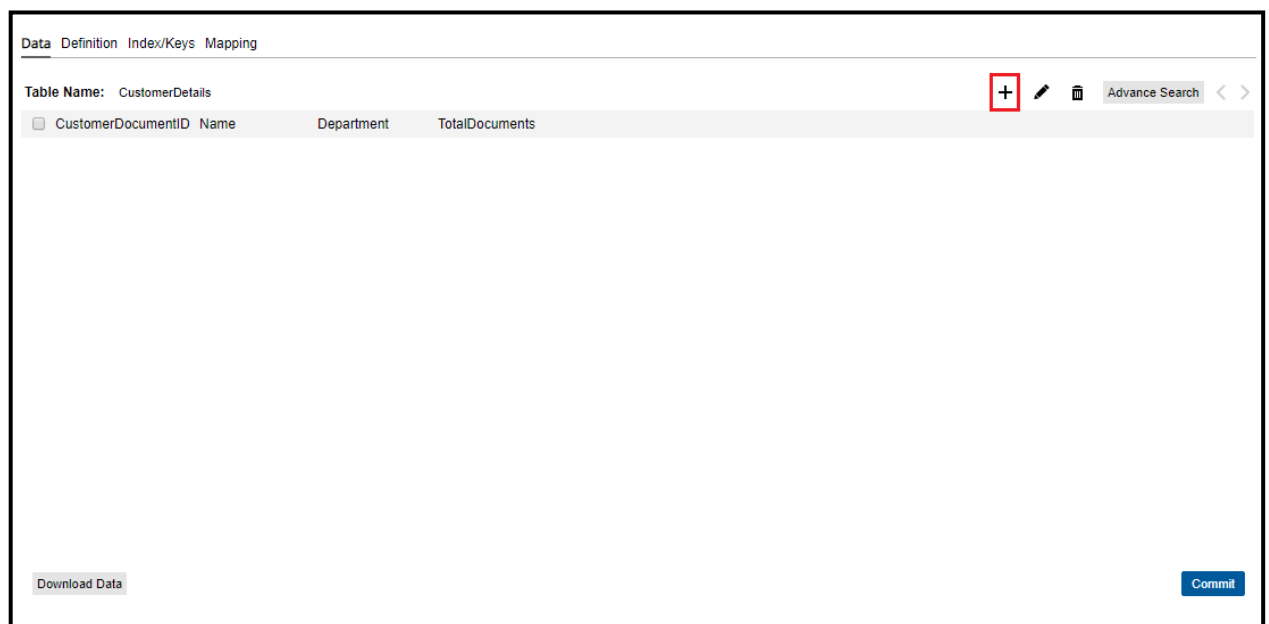 Data Definition Index/Keys Mapping
Table Name: CustomerDetails Advance Search
CustomerDocumentID Name Department TotalDocuments
Download Data Commit